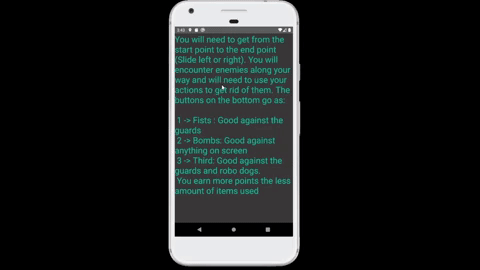 You will need to get from the
start point to the end point
(Slide left or right). You will
encounter enemies along your
way and will need to use your
actions to get rid of them. The
buttons on the bottom go as:
1 -> Fists : Good against the
guards
2 -> Bombs: Good against
anything on screen
3 -> Third: Good against the
guards and robo dogs.
You earn more points the less
amount of items used